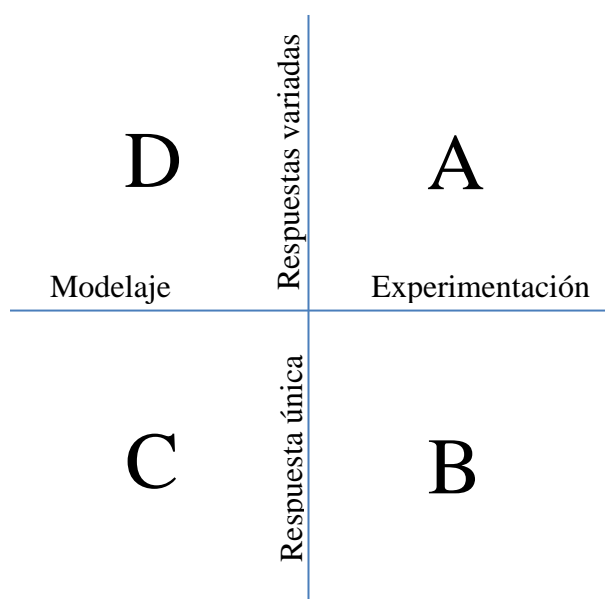 Respuestas variadas
D
A
Modelaje
Experimentación
Respuesta única
C
B